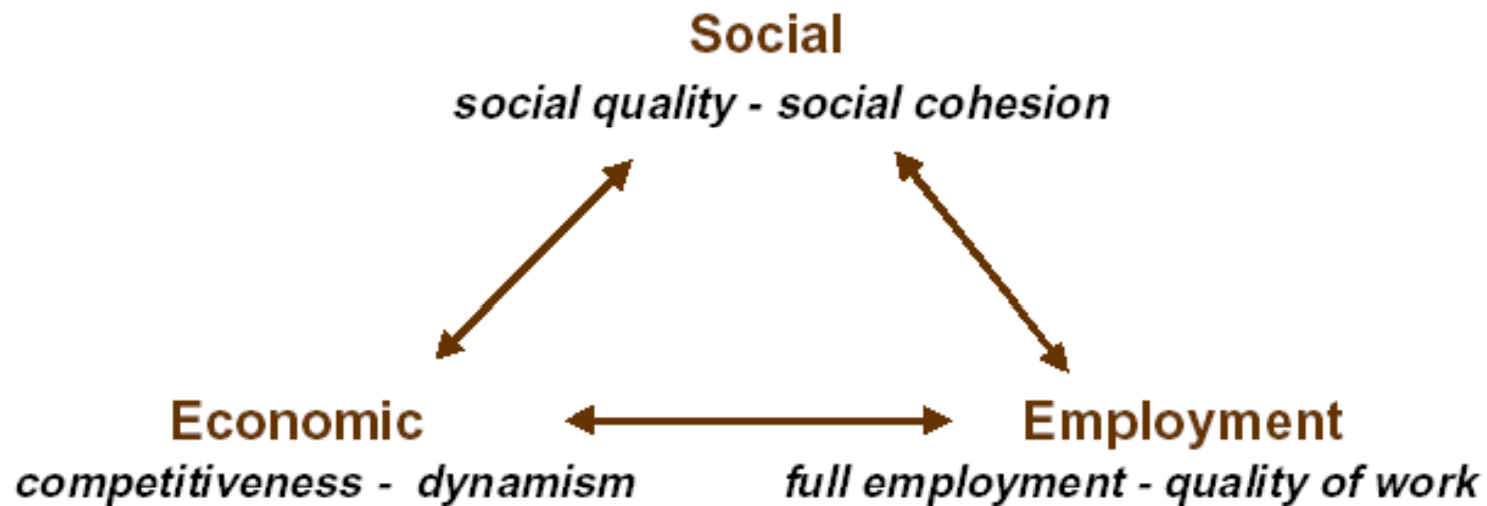 Social
social quality - social cohesion
Economic
Employment
competitiveness - dynamism
full employment - quality of work